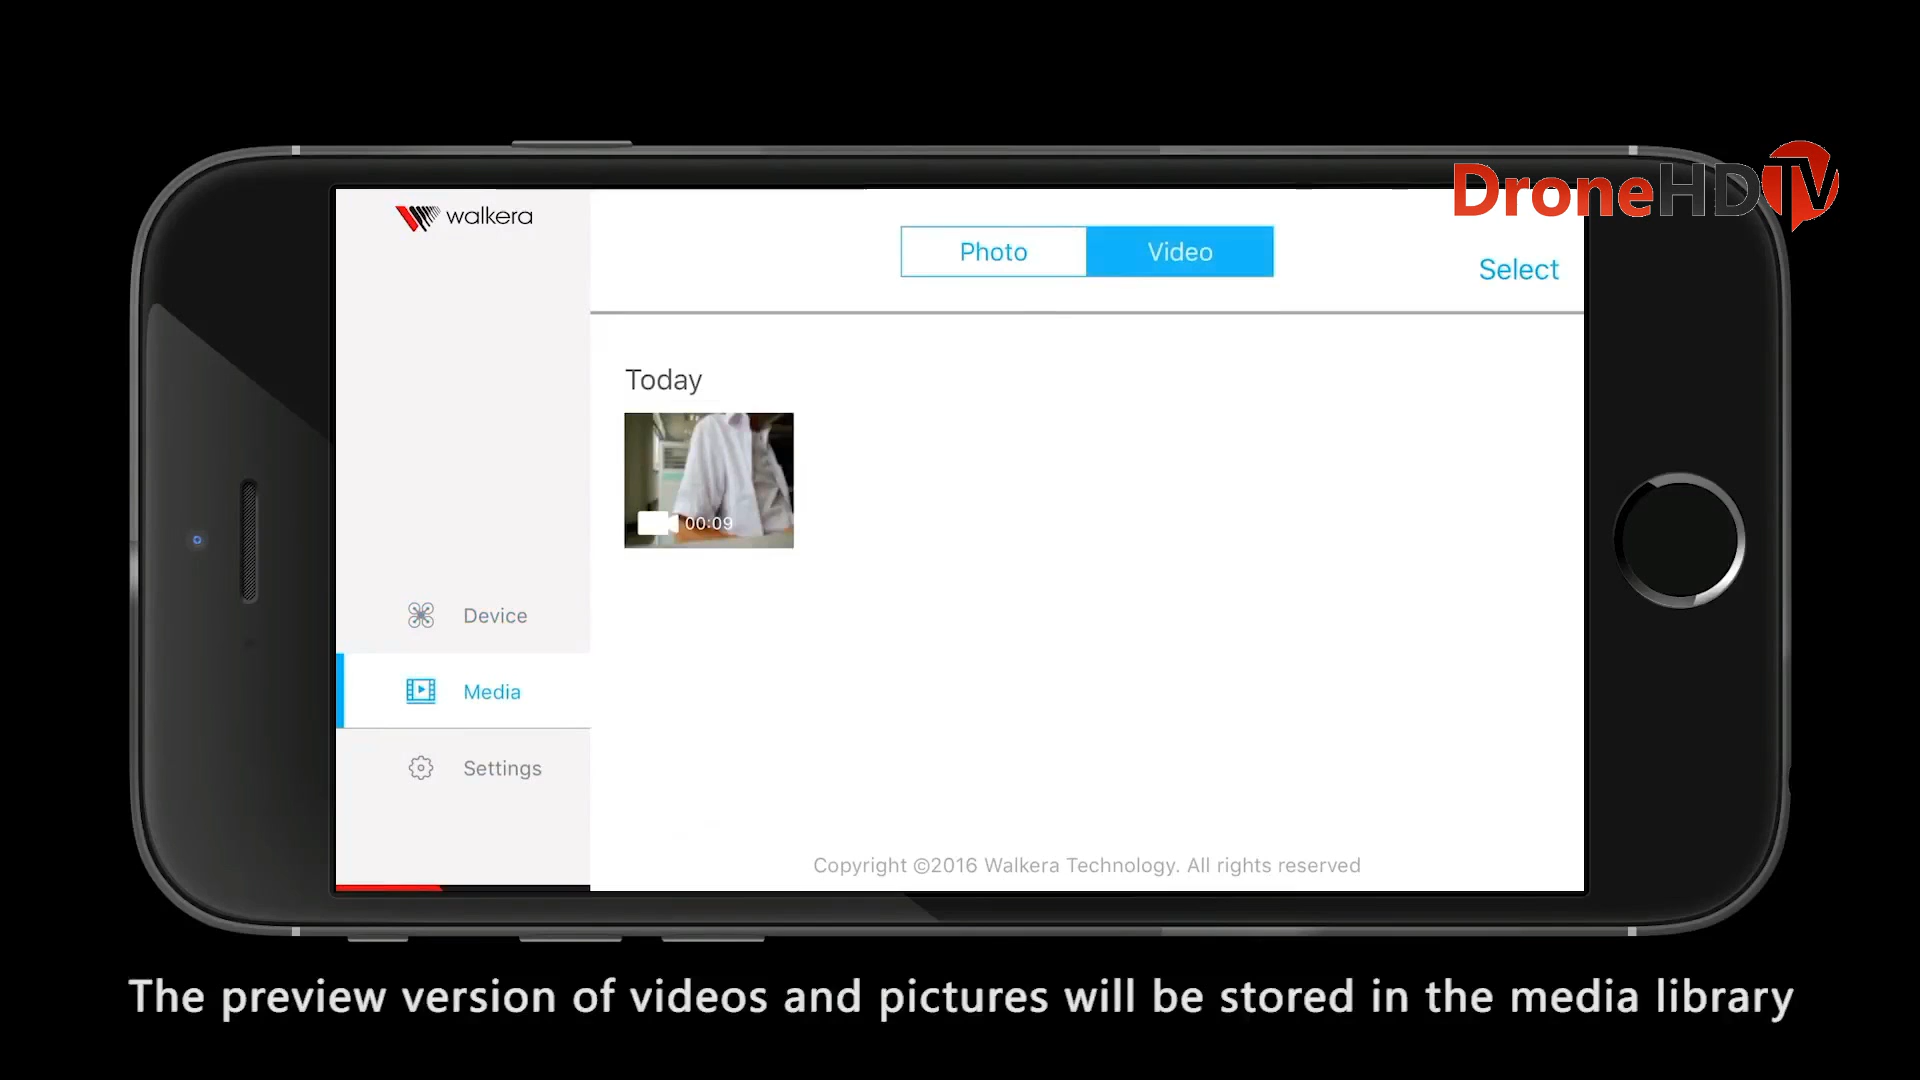 DroneHDTV
walkera
Photo
Video
Select
Today
00:09
Device
Media
Settings
Copyright ©2016 Walkera Technology. All rights reserved
The preview version of videos and pictures will be stored in the media library